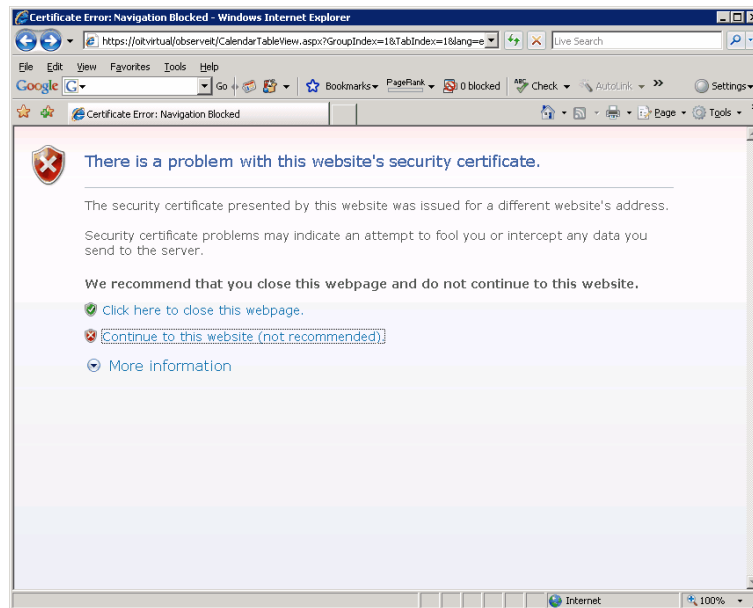 Certificate Error: Navigation Blocked - Windows Internet Explorer
https://oitvirtual/observeit/CalendarTableView.aspx?GroupIndex=1&TabIndex=1&lang=e
Live Search
File Edit View Favorites Tools Help
Google G Go Bookmarks PageRank 0 blocked Check AutoLink >> Settings
Certificate Error: Navigation Blocked
Page Tools
There is a problem with this website's security certificate.
The security certificate presented by this website was issued for a different website's address.
Security certificate problems may indicate an attempt to fool you or intercept any data you
send to the server.
We recommend that you close this webpage and do not continue to this website.
Click here to close this webpage.
Continue to this website (not recommended).
More information
Internet 100%